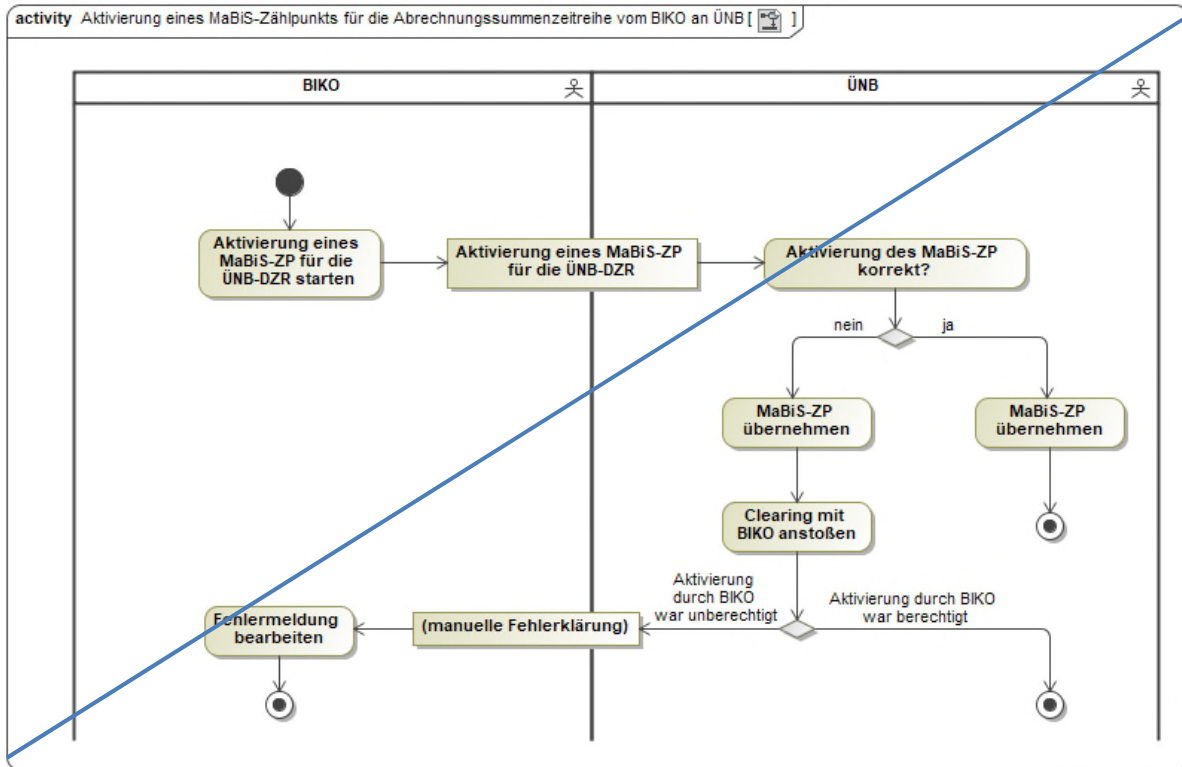 activity Aktivierung eines MaBiS-Zählpunkts für die Abrechnungssummenzeitreihe vom BIKO an ÜNB [ ]
BIKO
ÜNB
Aktivierung eines
MaBiS-ZP für die
ÜNB-DZR starten
Aktivierung eines MaBiS-ZP
für die ÜNB-DZR
Aktivierung des MaBiS-ZP
korrekt?
nein
ja
MaBiS-ZP
übernehmen
MaBiS-ZP
übernehmen
Clearing mit
BIKO anstoßen
Aktivierung
durch BIKO
war unberechtigt
Aktivierung durch BIKO
war berechtigt
(manuelle Fehlerklärung)
Fehlermeldung
bearbeiten